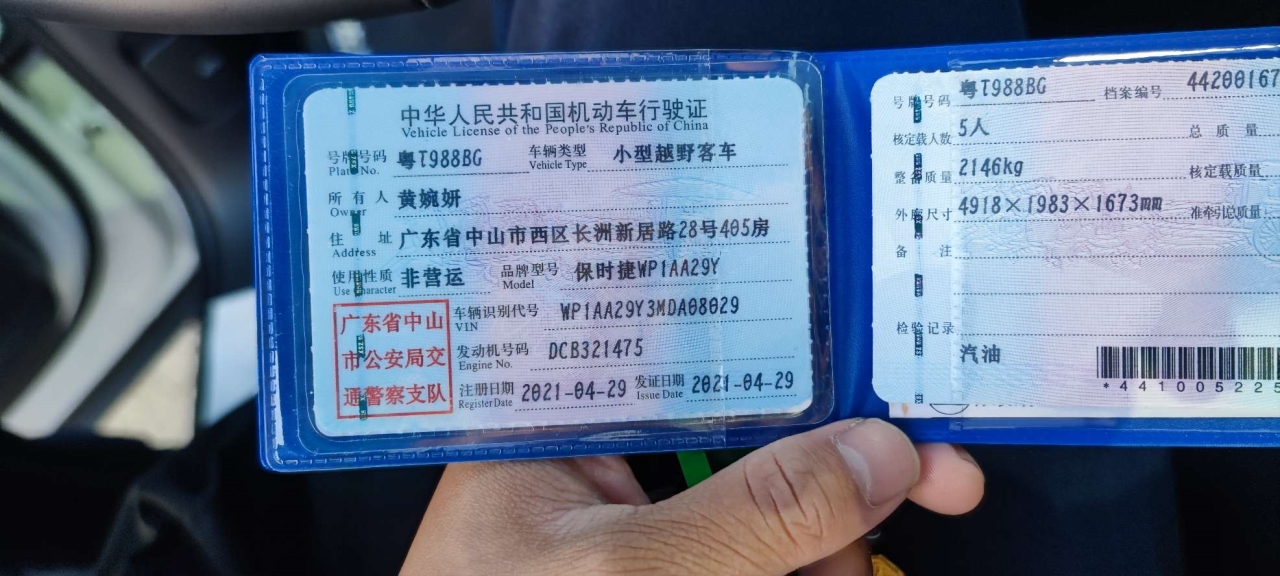 中华人民共和国机动车行驶证
Vehicle License of the People's Republic of China
号牌号码 粤T988BG 车辆类型 小型越野客车
Plate No. Vehicle Type
所有人 黄婉妍
Owner
住址 广东省中山市西区长洲新居路28号405房
Address
使用性质 非营运 品牌型号 保时捷WP1AA29Y
Use Character Model
广东省中山
市公安局交
通警察支队
车辆识别代号 WP1AA29Y3MDA08029
VIN
发动机号码 DCB321475
Engine No.
注册日期 2021-04-29 发证日期 2021-04-29
Register Date Issue Date
号牌号码 粤T988BG 档案编号 44200167
核定载人数 5人 总质量
整备质量 2146kg 核定载质量
外廓尺寸 4918×1983×1673mm 准牵引总质量
备注
检验记录
汽油
*441005225